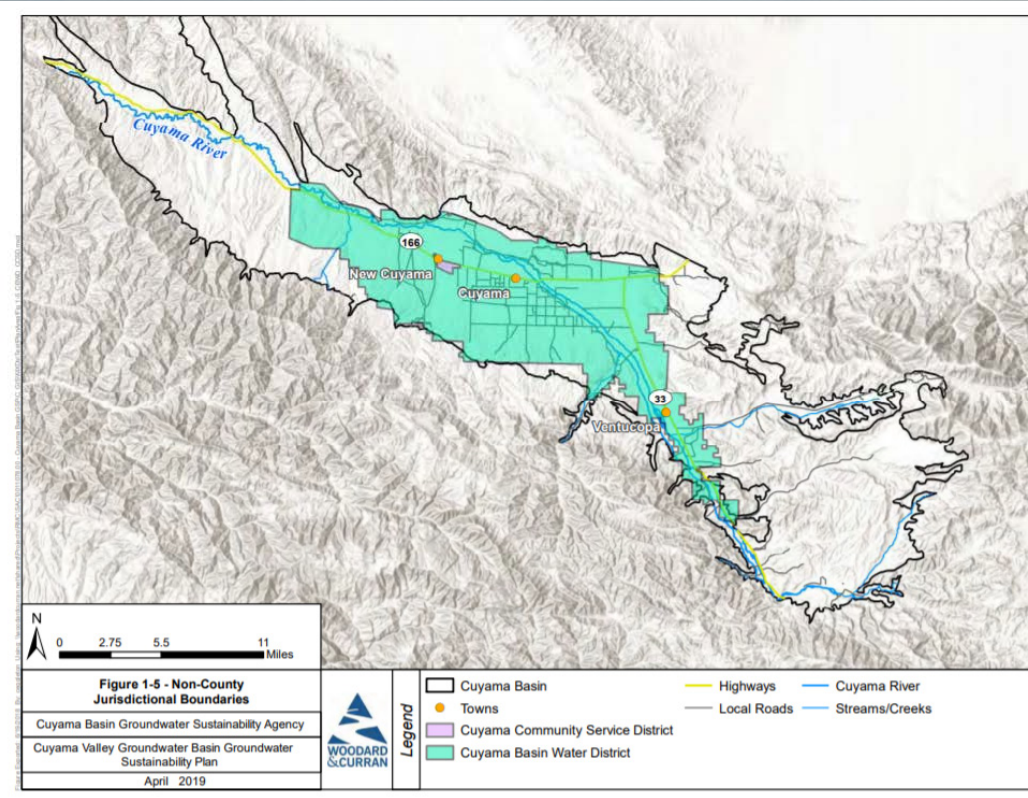 Cuyama River
166
New Cuyama
Cuyama
33
Ventucopa
N
0 2.75 5.5 11
Miles
Figure 1-5 - Non-County
Jurisdictional Boundaries
Cuyama Basin Groundwater Sustainability Agency
Cuyama Valley Groundwater Basin Groundwater
Sustainability Plan
April 2019
WOODARD
&CURRAN
Legend
Cuyama Basin
Towns
Cuyama Community Service District
Cuyama Basin Water District
Highways
Local Roads
Cuyama River
Streams/Creeks